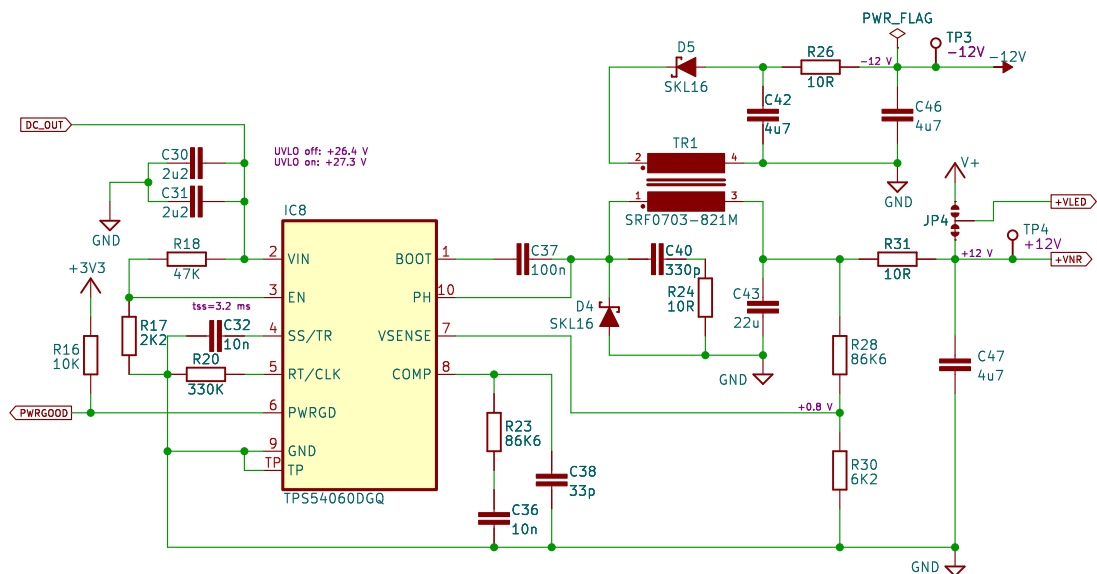 PWR_FLAG
TP3
-12V
-12V
-12 V
D5
SKL16
R26
10R
C42
4u7
C46
4u7
GND
DC_OUT
C30
2u2
C31
2u2
GND
UVLO off: +26.4 V
UVLO on: +27.3 V
TR1
2
4
1
3
SRF0703-821M
V+
JP4
+VLED
TP4
+12V
+12 V
+VNR
IC8
R18
47K
2
VIN
BOOT
1
C37
100n
C40
330p
R31
10R
+3V3
3
EN
PH
10
R24
10R
C43
22u
D4
SKL16
tss=3.2 ms
R17
2K2
C32
10n
4
SS/TR
VSENSE
7
R16
10K
R20
330K
5
RT/CLK
COMP
8
GND
R28
86K6
C47
4u7
PWRGOOD
6
PWRGD
+0.8 V
R23
86K6
9
GND
TP
TP
TPS54060DGQ
C38
33p
R30
6K2
C36
10n
GND